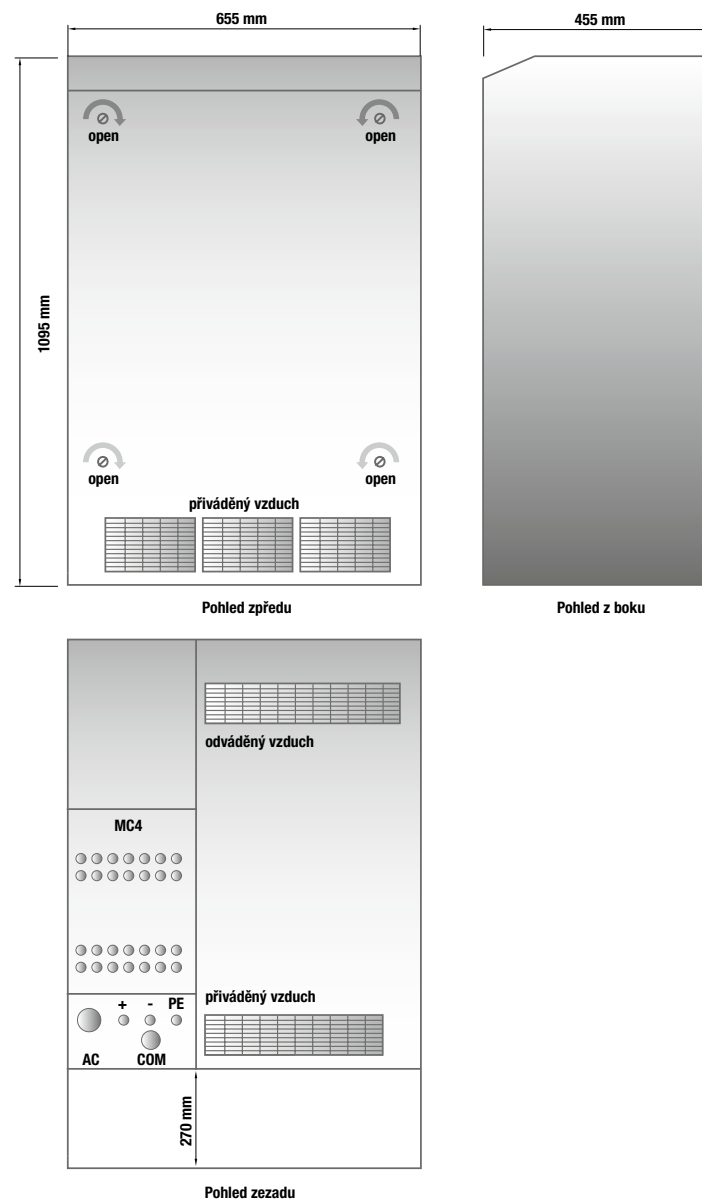 655 mm
455 mm
open
open
1095 mm
open
open
přiváděný vzduch
Pohled zpředu
Pohled z boku
odváděný vzduch
MC4
přiváděný vzduch
+ - PE
AC COM
270 mm
Pohled zezadu